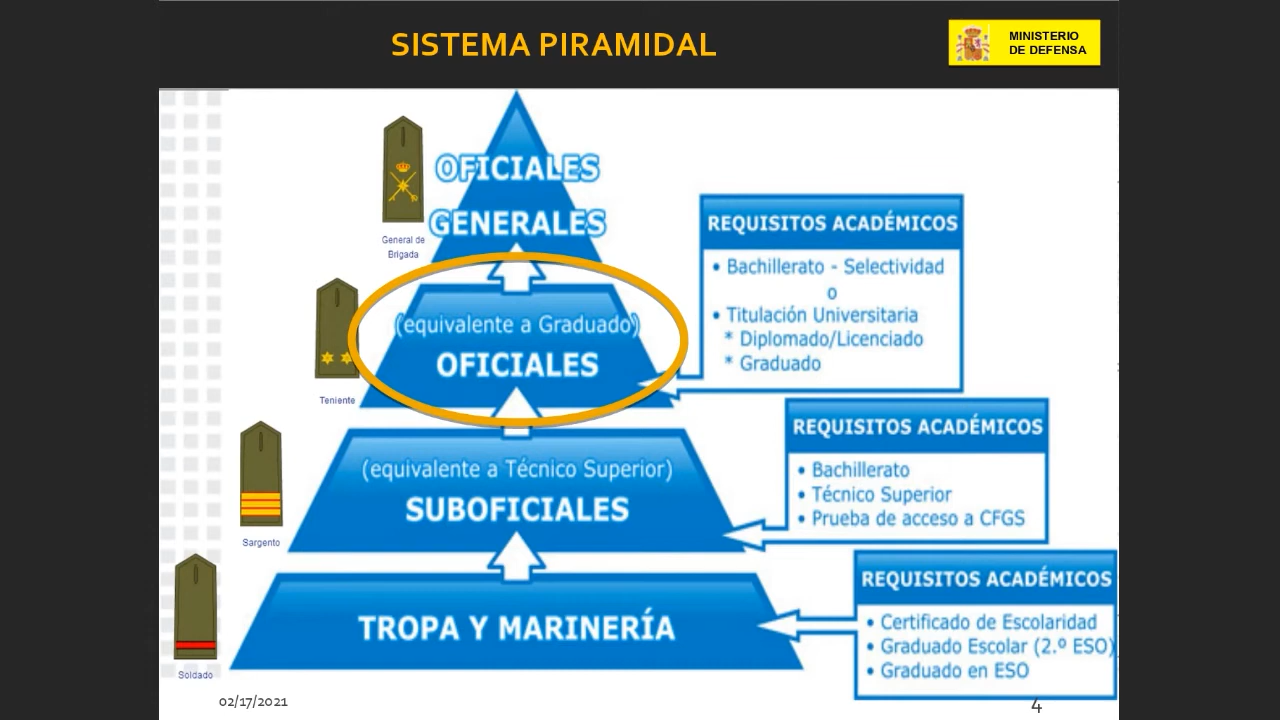 SISTEMA PIRAMIDAL
MINISTERIO
DE DEFENSA
OFICIALES
GENERALES
General de
Brigada
REQUISITOS ACADÉMICOS
• Bachillerato - Selectividad
o
• Titulación Universitaria
* Diplomado/Licenciado
* Graduado
(equivalente a Graduado)
OFICIALES
Teniente
REQUISITOS ACADÉMICOS
• Bachillerato
• Técnico Superior
• Prueba de acceso a CFGS
(equivalente a Técnico Superior)
SUBOFICIALES
Sargento
REQUISITOS ACADÉMICOS
• Certificado de Escolaridad
• Graduado Escolar (2.º ESO)
• Graduado en ESO
TROPA Y MARINERÍA
Soldado
02/17/2021
4